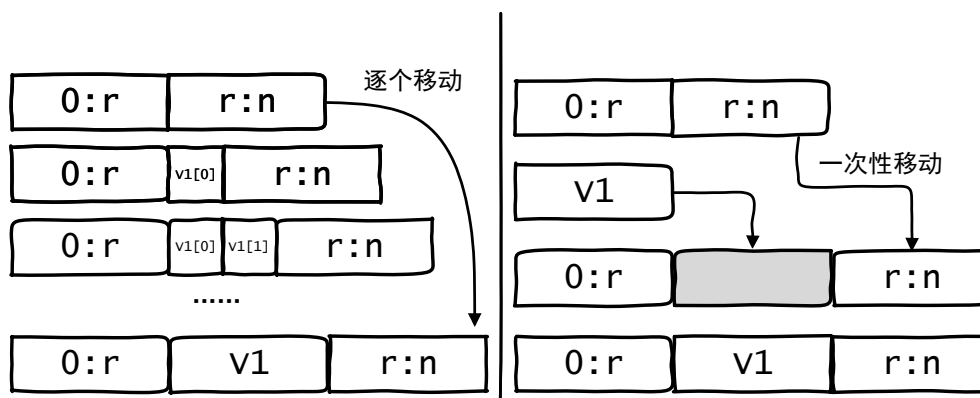 逐个移动
0:r r:n
0:r v1[0] r:n
0:r v1[0] v1[1] r:n
......
0:r V1 r:n
0:r r:n
一次性移动
V1
0:r r:n
0:r V1 r:n